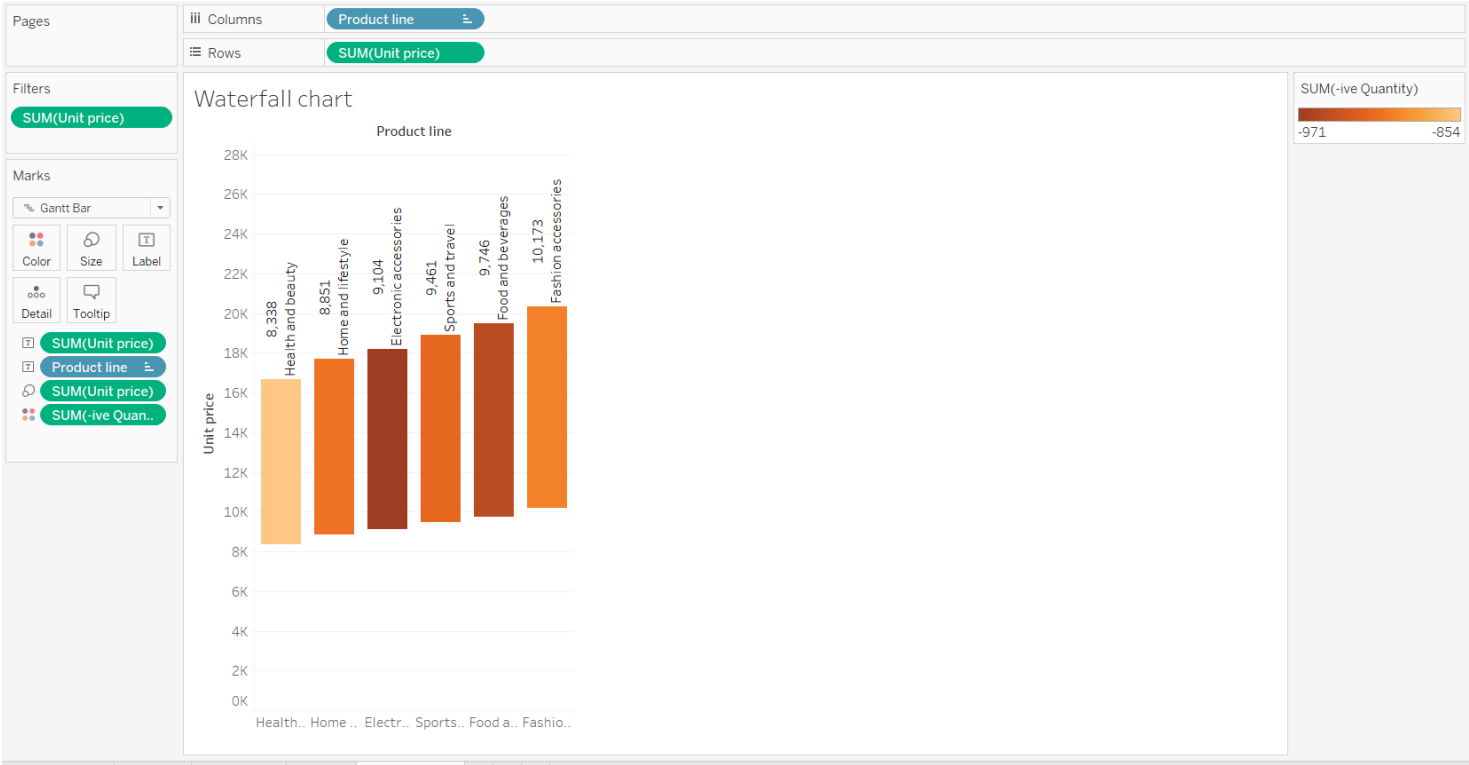 Pages
Columns
Product line
Rows
SUM(Unit price)
Filters
SUM(Unit price)
Marks
Gantt Bar
Color
Size
Label
Detail
Tooltip
SUM(Unit price)
Product line
SUM(Unit price)
SUM(-ive Quan..
Waterfall chart
Product line
28K
26K
24K
22K
20K
18K
16K
14K
12K
10K
8K
6K
4K
2K
0K
Unit price
8,338
Health and beauty
8,851
Home and lifestyle
9,104
Electronic accessories
9,461
Sports and travel
9,746
Food and beverages
10,173
Fashion accessories
Health.. Home .. Electr.. Sports.. Food a.. Fashio..
SUM(-ive Quantity)
-971 -854